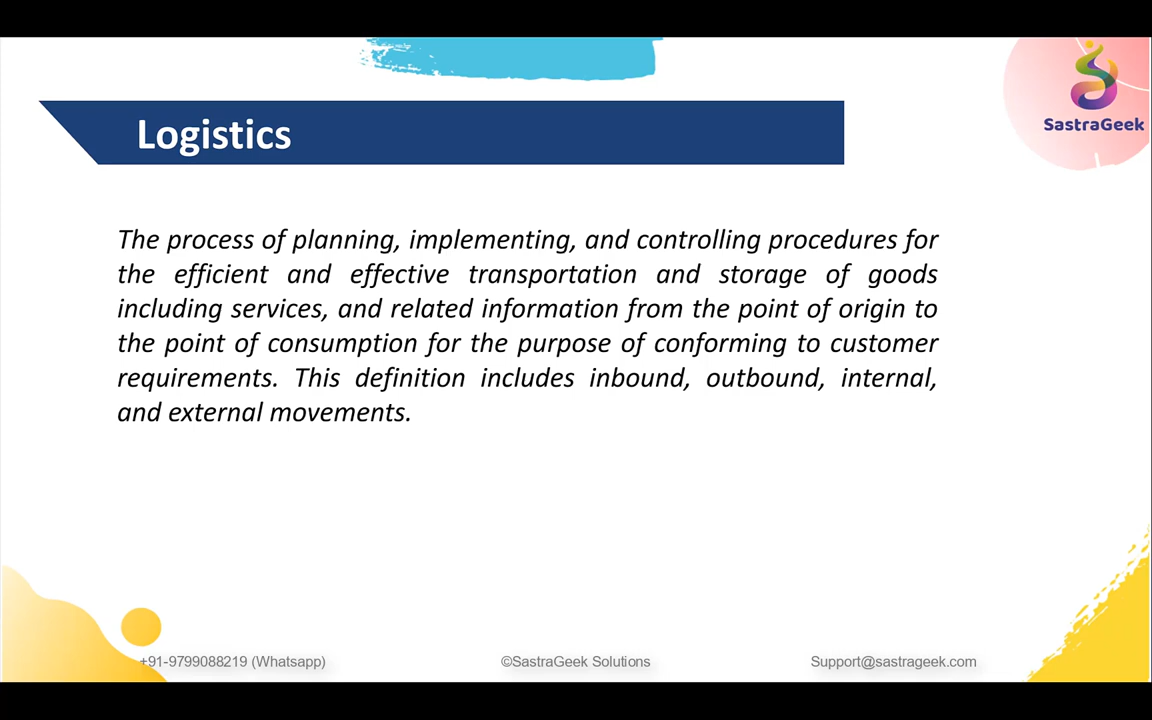 SastraGeek
Logistics
The process of planning, implementing, and controlling procedures for
the efficient and effective transportation and storage of goods
including services, and related information from the point of origin to
the point of consumption for the purpose of conforming to customer
requirements. This definition includes inbound, outbound, internal,
and external movements.
+91-9799088219 (Whatsapp)
©SastraGeek Solutions
Support@sastrageek.com